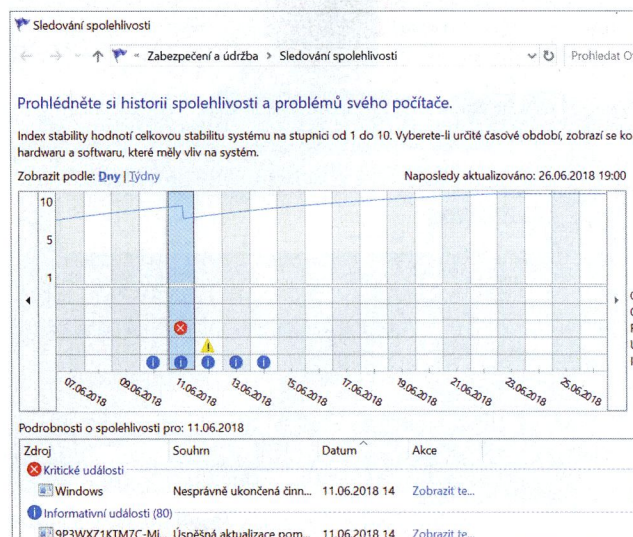 Sledování spolehlivosti
« Zabezpečení a údržba > Sledování spolehlivosti
Prohledat O
Prohlédněte si historii spolehlivosti a problémů svého počítače.
Index stability hodnotí celkovou stabilitu systému na stupnici od 1 do 10. Vyberete-li určité časové období, zobrazí se ko
hardwaru a softwaru, které měly vliv na systém.
Zobrazit podle: Dny | Týdny
Naposledy aktualizováno: 26.06.2018 19:00
10
5
1
07.06.2018 09.06.2018 11.06.2018 13.06.2018 15.06.2018 17.06.2018 19.06.2018 21.06.2018 23.06.2018 25.06.2018
Podrobnosti o spolehlivosti pro: 11.06.2018
Zdroj Souhrn Datum Akce
Kritické události
Windows Nesprávně ukončená činn... 11.06.2018 14 Zobrazit te...
Informativní události (80)
9P3WXZ1KTM7C-Mi... Úspěšná aktualizace pom... 11.06.2018 14 Zobrazit te...